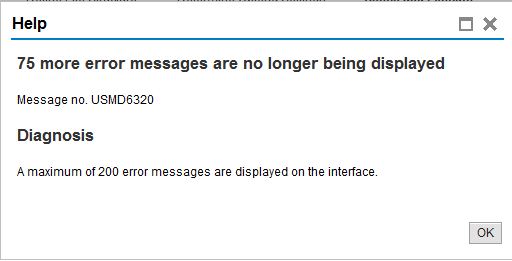 Help
75 more error messages are no longer being displayed
Message no. USMD6320
Diagnosis
A maximum of 200 error messages are displayed on the interface.
OK